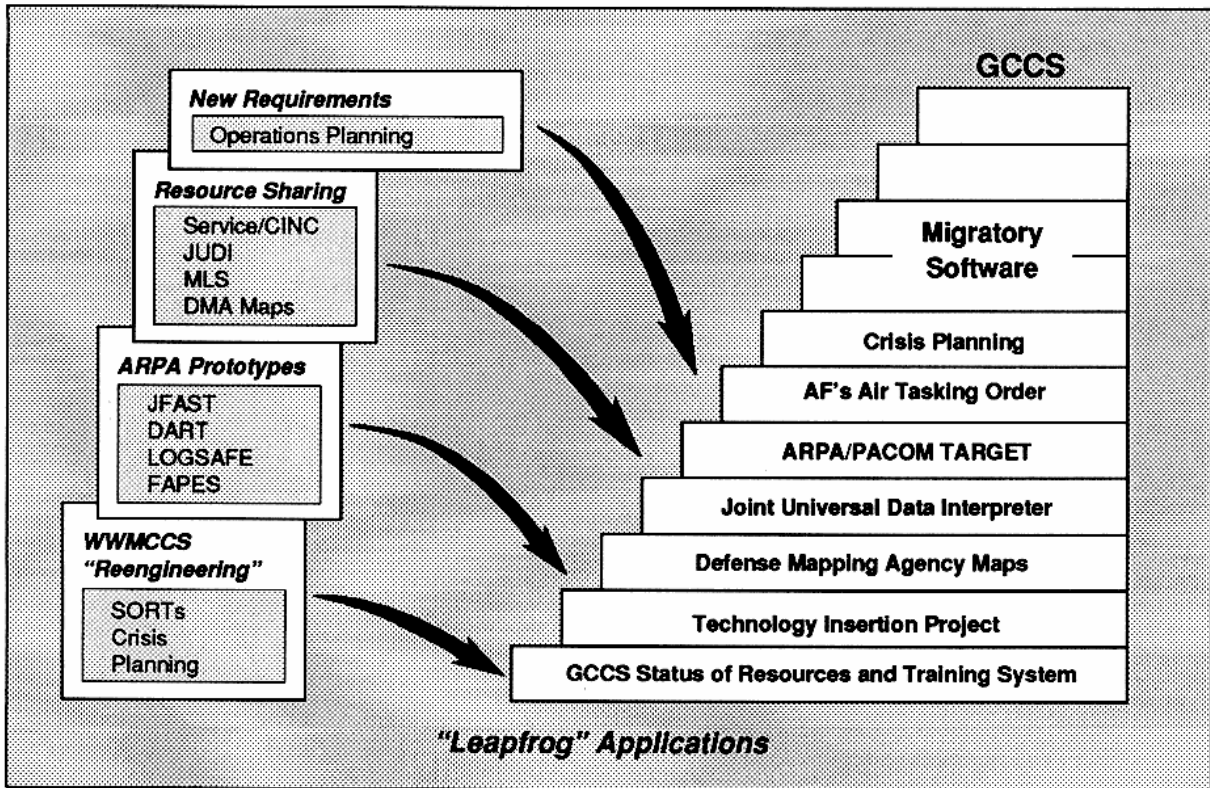 New Requirements
Operations Planning
Resource Sharing
Service/CINC
JUDI
MLS
DMA Maps
ARPA Prototypes
JFAST
DART
LOGSAFE
FAPES
WWMCCS
“Reengineering”
SORTs
Crisis
Planning
GCCS
Migratory
Software
Crisis Planning
AF's Air Tasking Order
ARPA/PACOM TARGET
Joint Universal Data Interpreter
Defense Mapping Agency Maps
Technology Insertion Project
GCCS Status of Resources and Training System
“Leapfrog” Applications